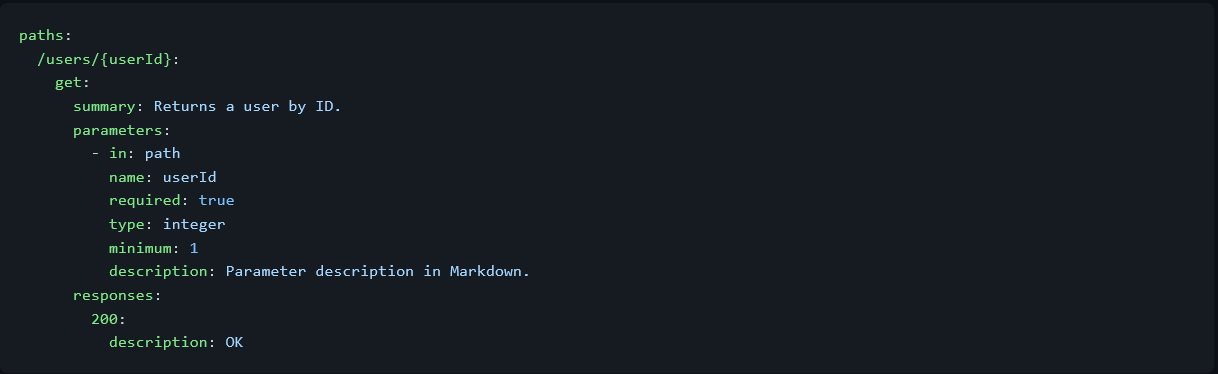 paths:
  /users/{userId}:
    get:
      summary: Returns a user by ID.
      parameters:
        - in: path
          name: userId
          required: true
          type: integer
          minimum: 1
          description: Parameter description in Markdown.
      responses:
        200:
          description: OK